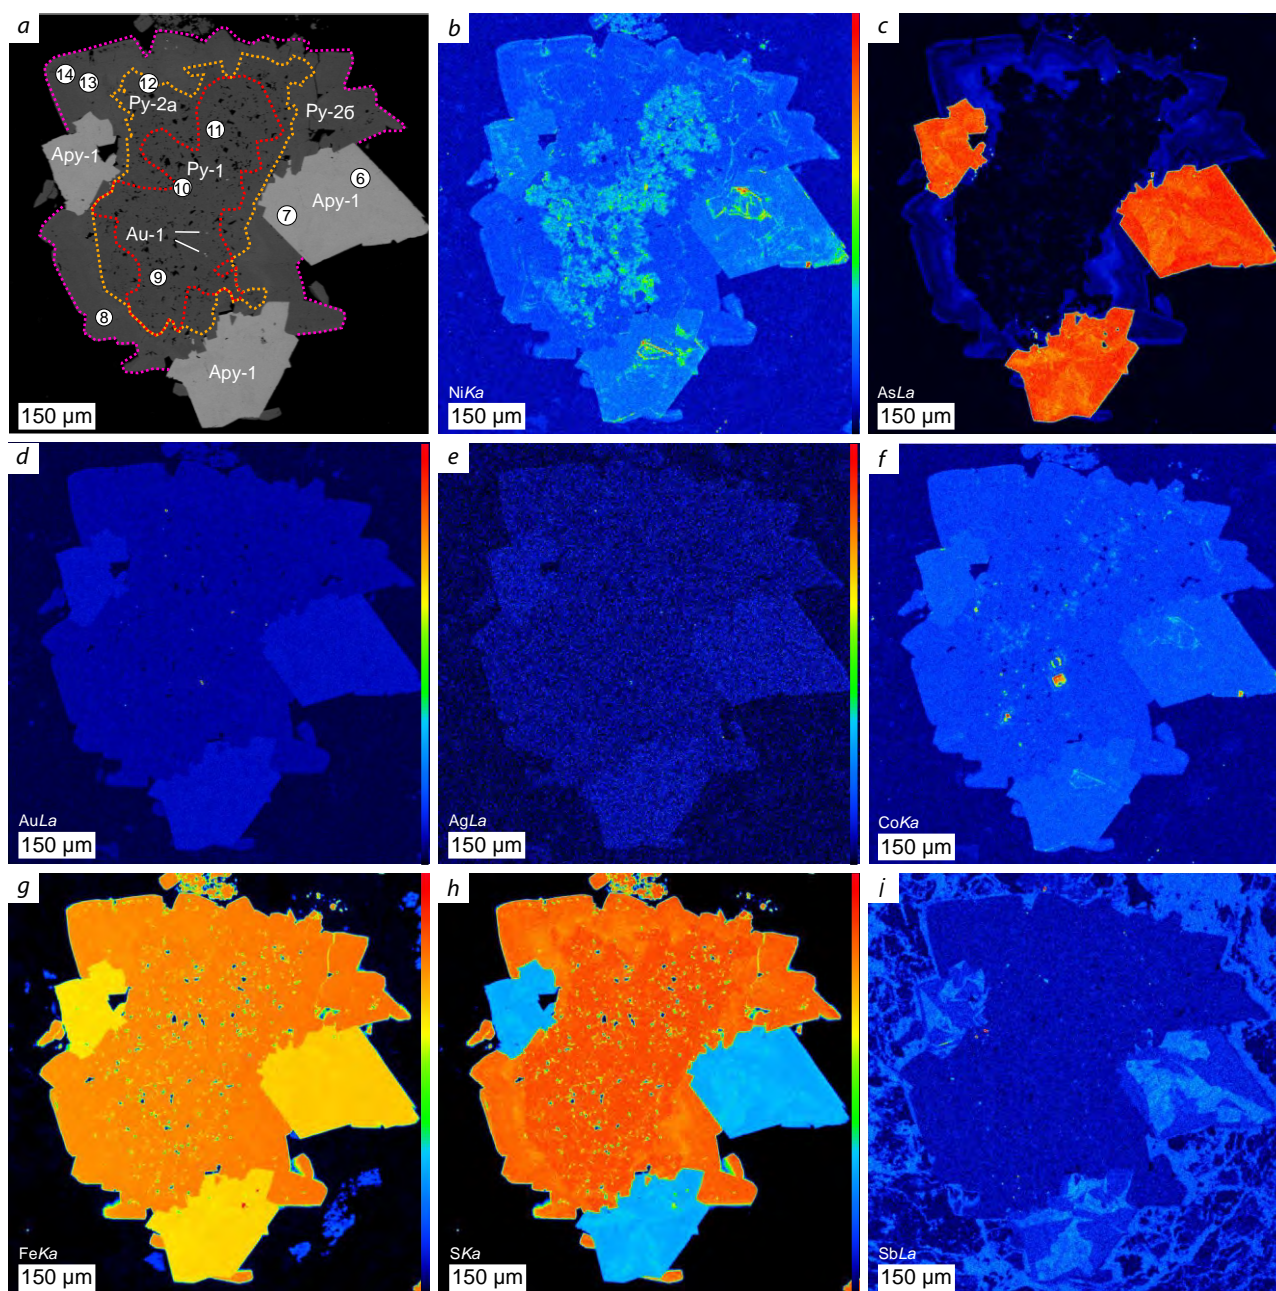 a
14
13
12
Py-2a
Py-2б
11
Apy-1
Py-1
6
10
Apy-1
7
Au-1
9
8
Apy-1
150 µm
b
NiKa
150 µm
c
AsLa
150 µm
d
AuLa
150 µm
e
AgLa
150 µm
f
CoKa
150 µm
g
FeKa
150 µm
h
SKa
150 µm
i
SbLa
150 µm